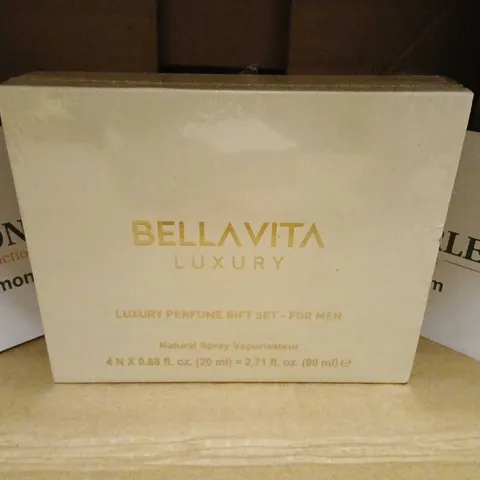 BELLAVITA
LUXURY
LUXURY PERFUME GIFT SET - FOR MEN
Natural Spray Vaporisateur
4 N X 0.68 fl. oz. (20 ml) = 2.71 fl. oz. (80 ml) e